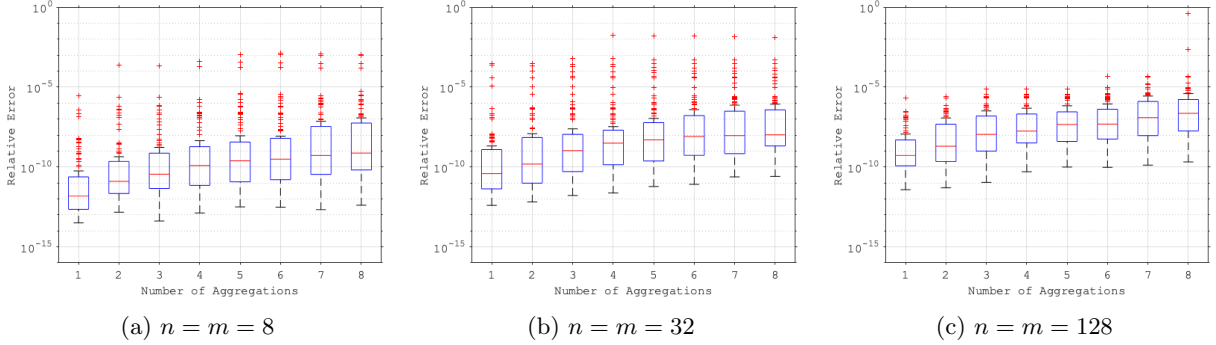 10^0
10^-5
10^-10
10^-15
Relative Error
1 2 3 4 5 6 7 8
Number of Aggregations
(a) n = m = 8
10^0
10^-5
10^-10
10^-15
Relative Error
1 2 3 4 5 6 7 8
Number of Aggregations
(b) n = m = 32
10^0
10^-5
10^-10
10^-15
Relative Error
1 2 3 4 5 6 7 8
Number of Aggregations
(c) n = m = 128